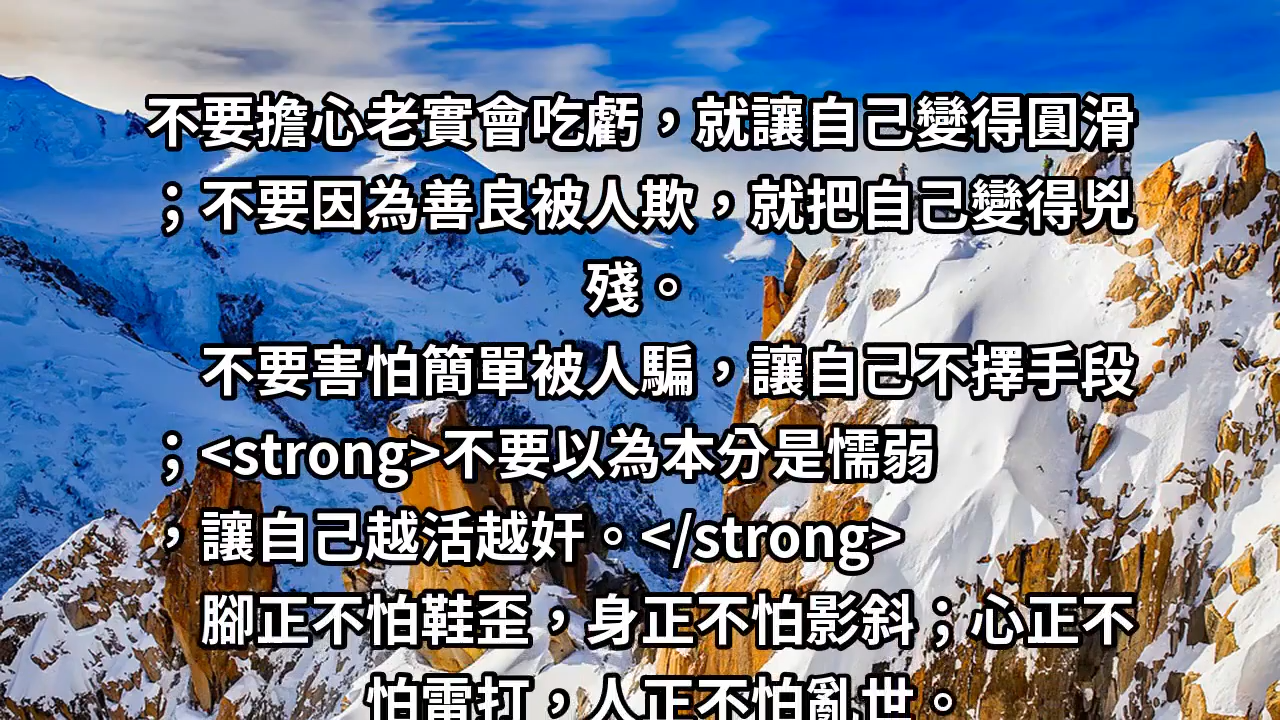 不要擔心老實會吃虧，就讓自己變得圓滑
；不要因為善良被人欺，就把自己變得兇
殘。
不要害怕簡單被人騙，讓自己不擇手段
；<strong>不要以為本分是懦弱
，讓自己越活越奸。</strong>
腳正不怕鞋歪，身正不怕影斜；心正不
怕雷打，人正不怕亂世。